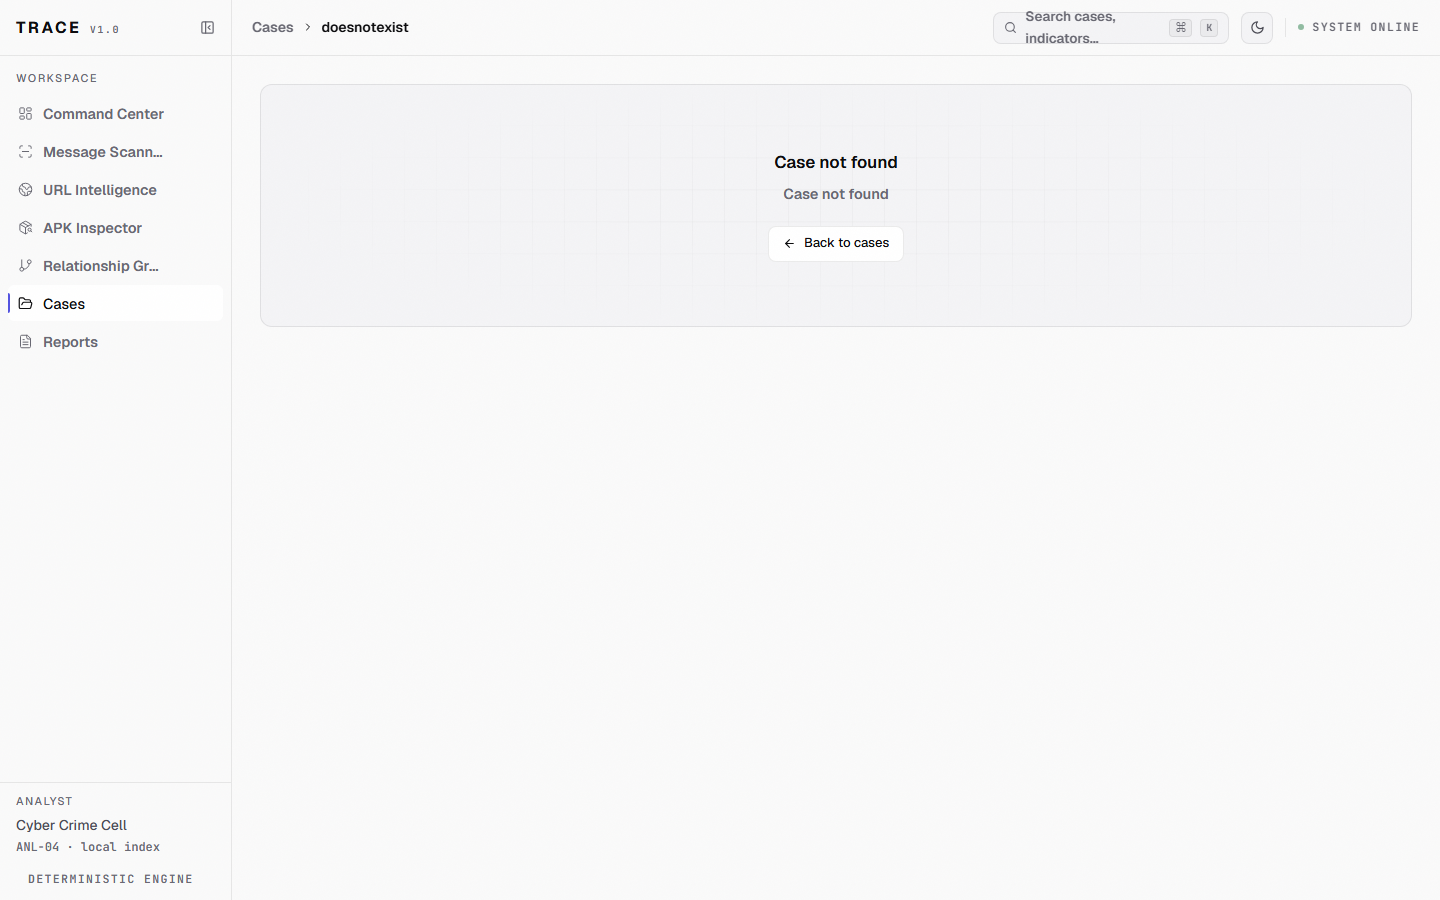 TRACE V1.0
Cases > doesnotexist
Search cases, indicators...
⌘ K
SYSTEM ONLINE
WORKSPACE
Command Center
Message Scann...
URL Intelligence
APK Inspector
Relationship Gr...
Cases
Reports
Case not found
Case not found
← Back to cases
ANALYST
Cyber Crime Cell
ANL-04 · local index
DETERMINISTIC ENGINE